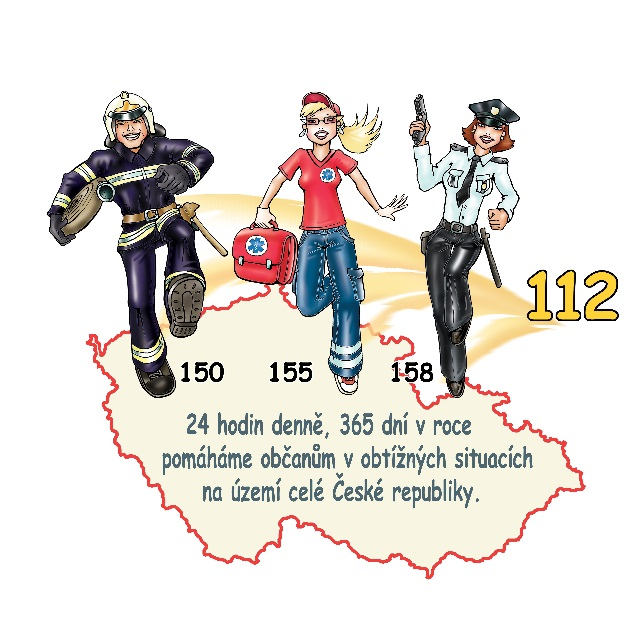 112
150 155 158
24 hodin denně, 365 dní v roce
pomáháme občanům v obtížných situacích
na území celé České republiky.